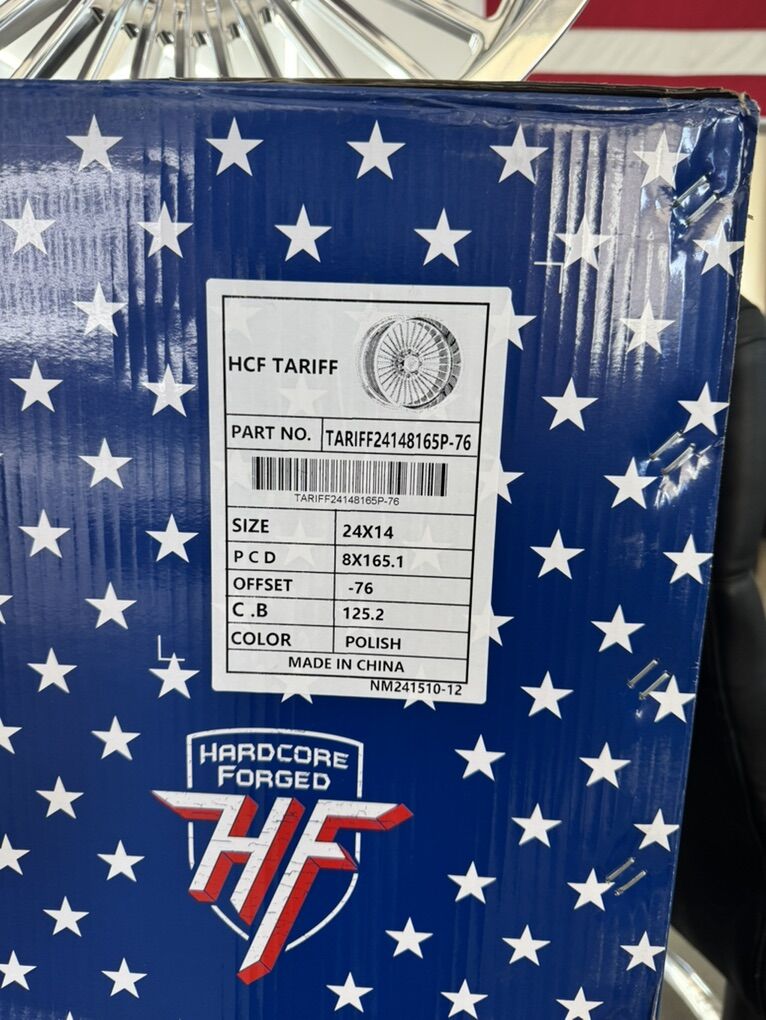 HCF TARIFF
PART NO. TARIFF24148165P-76
TARIFF24148165P-76
SIZE 24X14
P C D 8X165.1
OFFSET -76
C .B 125.2
COLOR POLISH
MADE IN CHINA
NM241510-12
HARDCORE
FORGED
HF